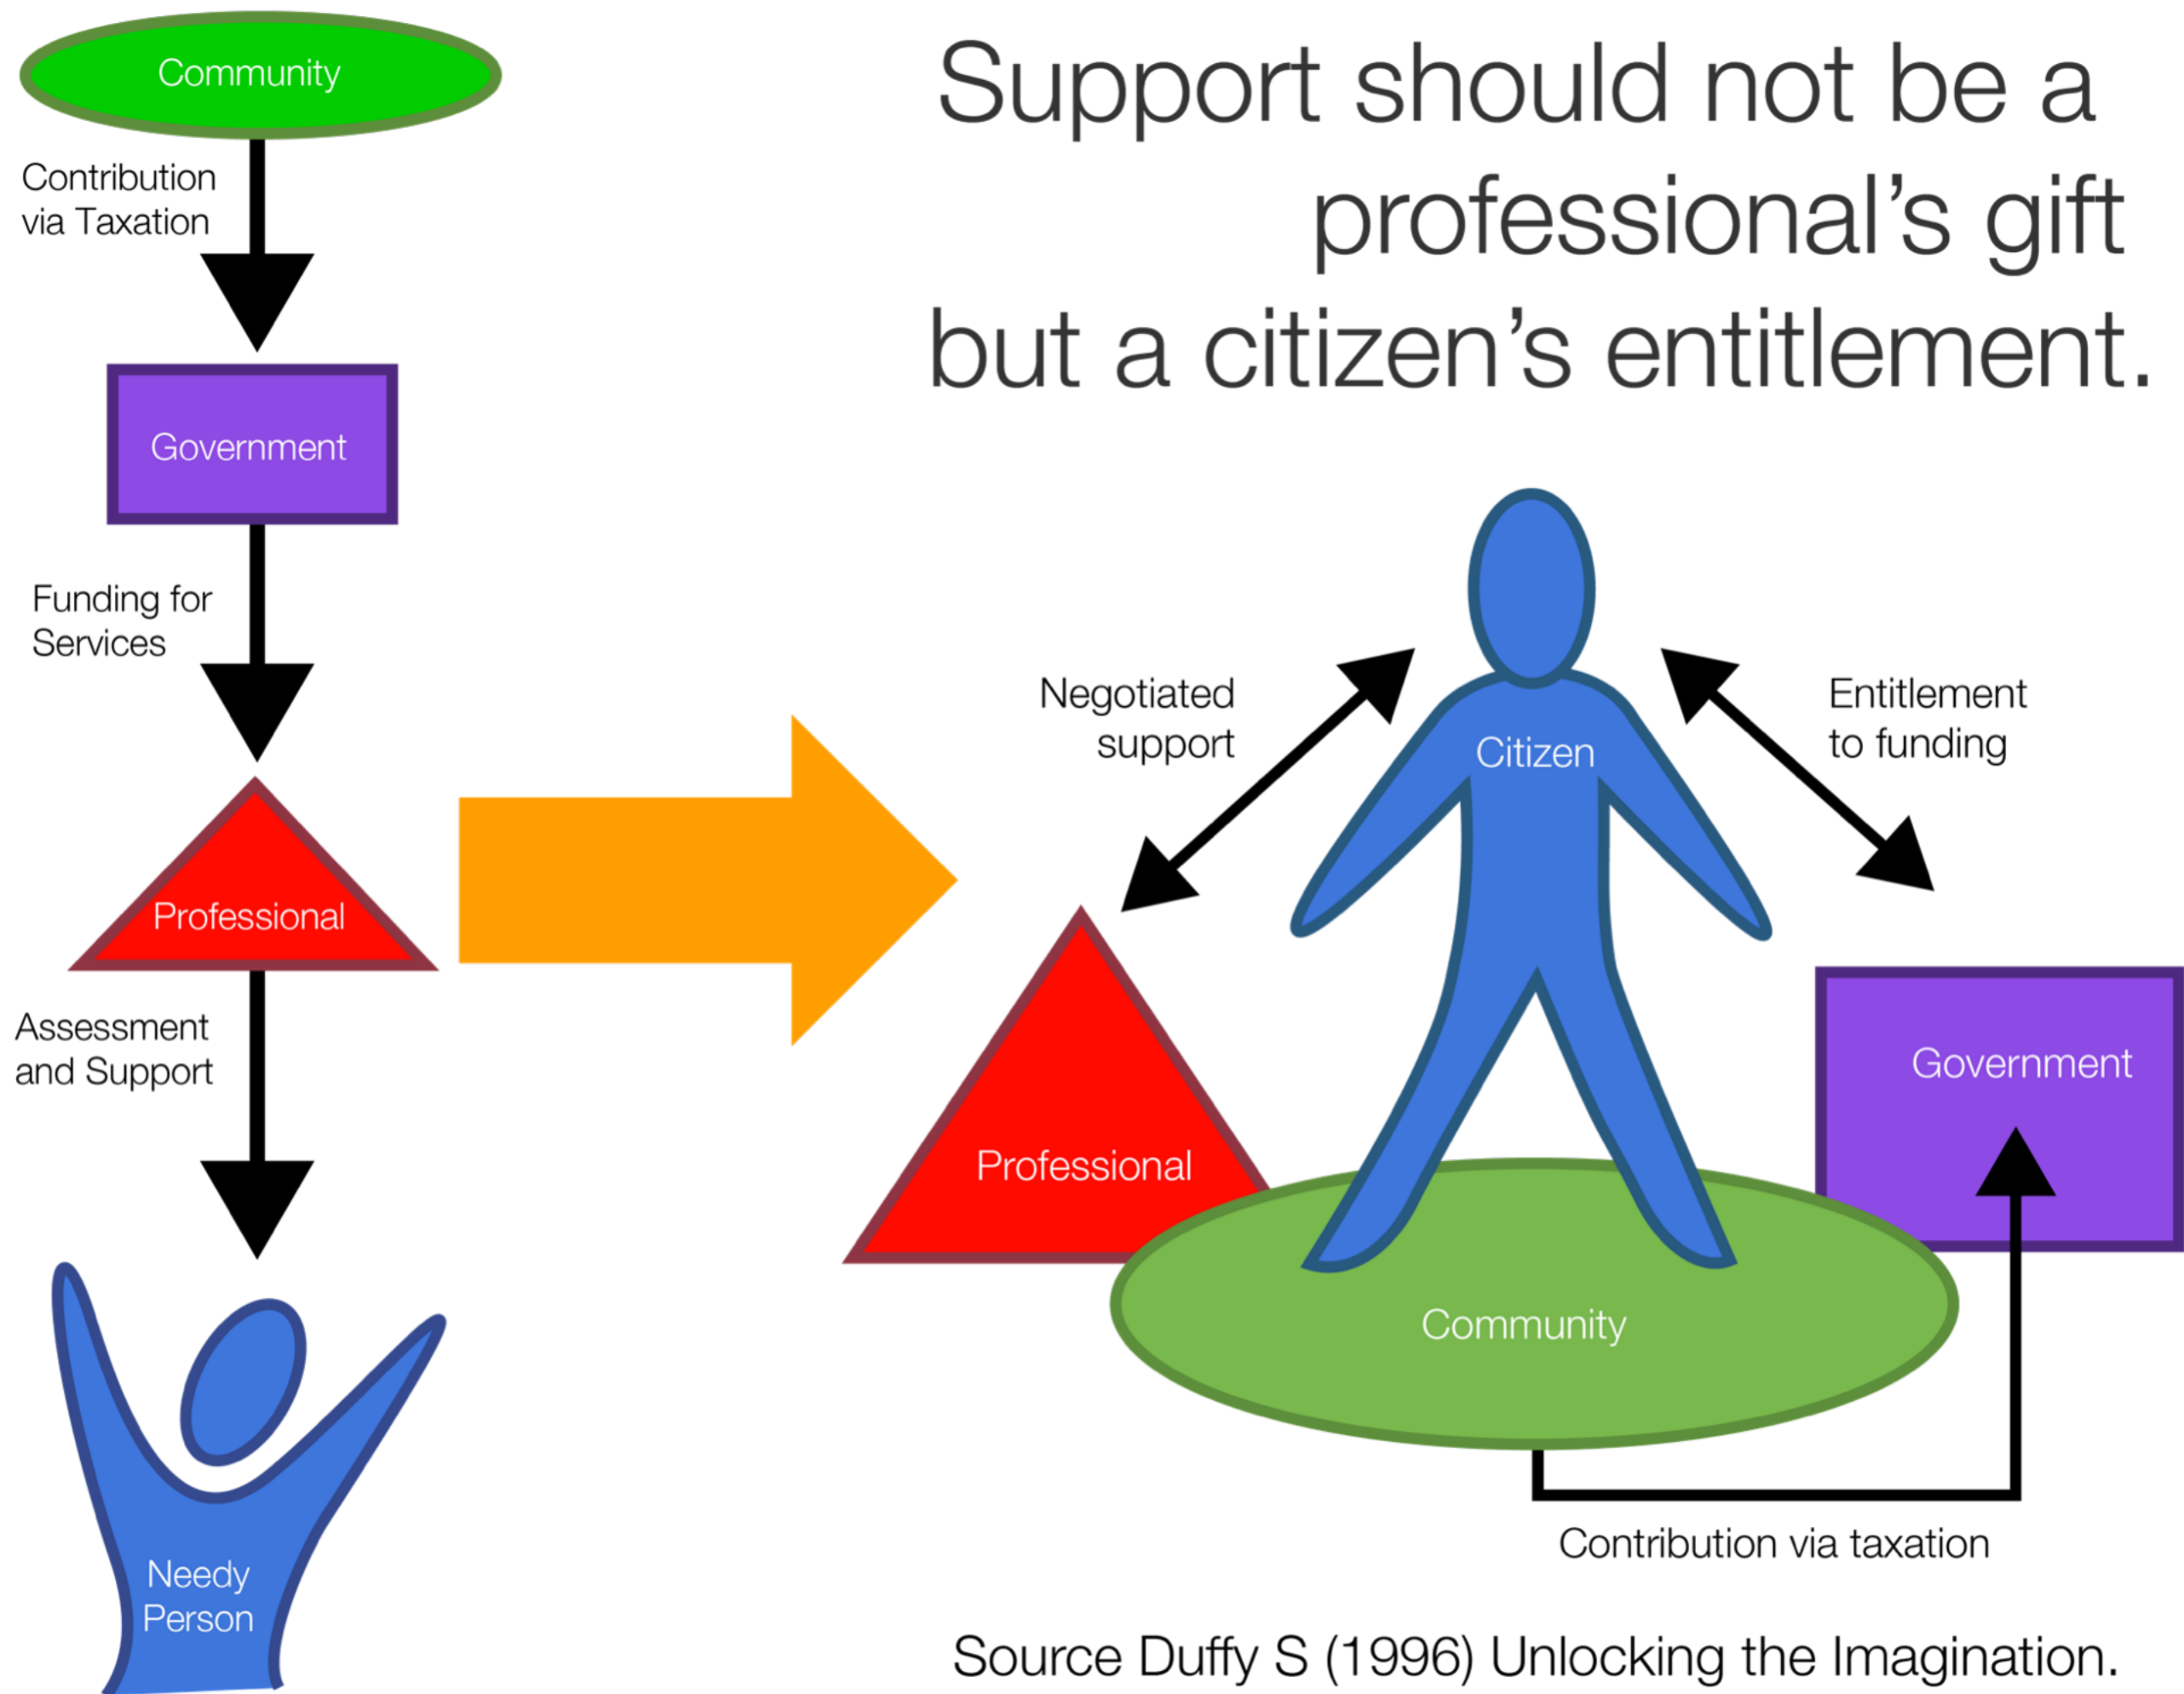 Support should not be a
professional’s gift
but a citizen’s entitlement.
Community
Contribution
via Taxation
Government
Funding for
Services
Professional
Assessment
and Support
Needy
Person
Negotiated
support
Citizen
Entitlement
to funding
Professional
Government
Community
Contribution via taxation
Source Duffy S (1996) Unlocking the Imagination.